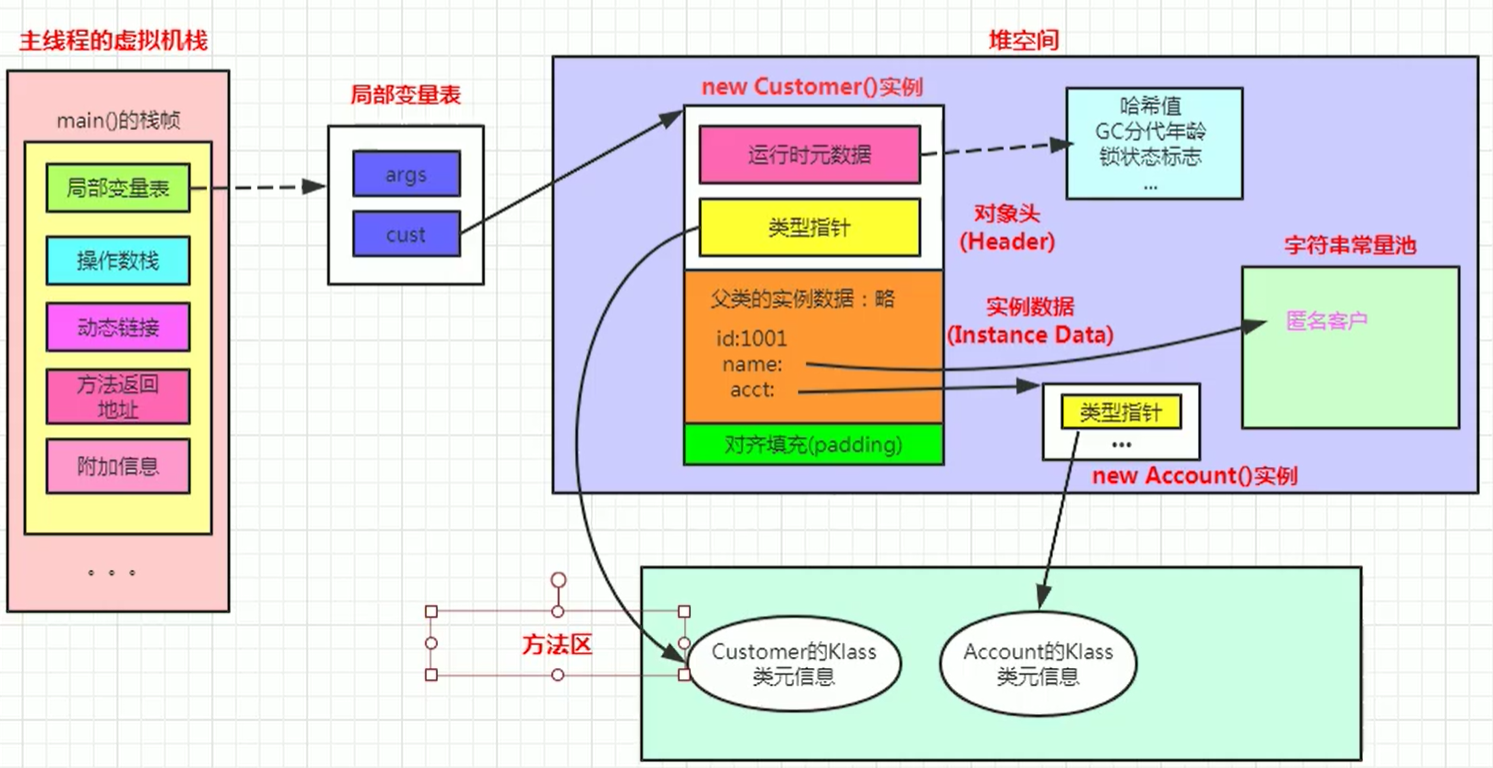 主线程的虚拟机栈
main()的栈帧
局部变量表
操作数栈
动态链接
方法返回
地址
附加信息
。。。
局部变量表
args
cust
堆空间
new Customer()实例
运行时元数据
类型指针
对象头
(Header)
哈希值
GC分代年龄
锁状态标志
...
父类的实例数据：略
id:1001
name:
acct:
实例数据
(Instance Data)
对齐填充(padding)
字符串常量池
匿名客户
类型指针
...
new Account()实例
方法区
Customer的Klass
类元信息
Account的Klass
类元信息